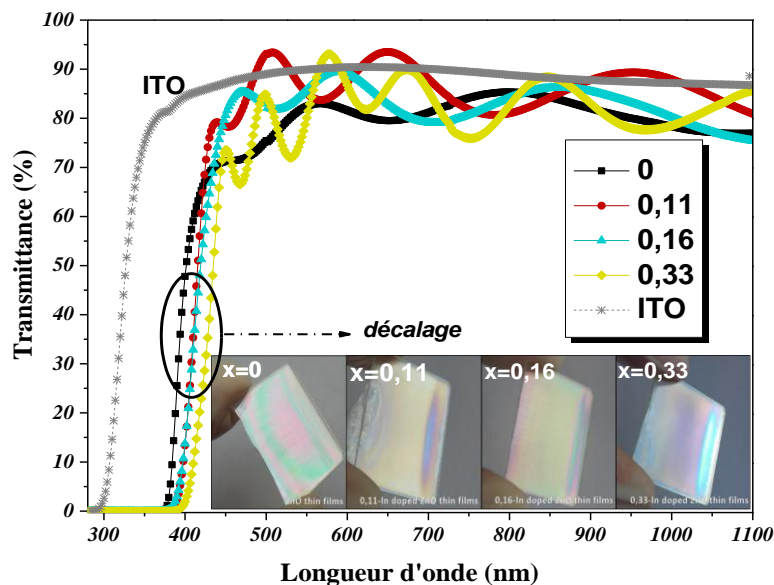 100
90
80
70
60
50
40
30
20
10
0
Transmittance (%)
ITO
0
0,11
0,16
0,33
ITO
décalage
x=0 x=0,11 x=0,16 x=0,33
ZnO thin films 0,11-In doped ZnO thin films 0,16-In doped ZnO thin films 0,33-In doped ZnO thin films
300 400 500 600 700 800 900 1000 1100
Longueur d'onde (nm)